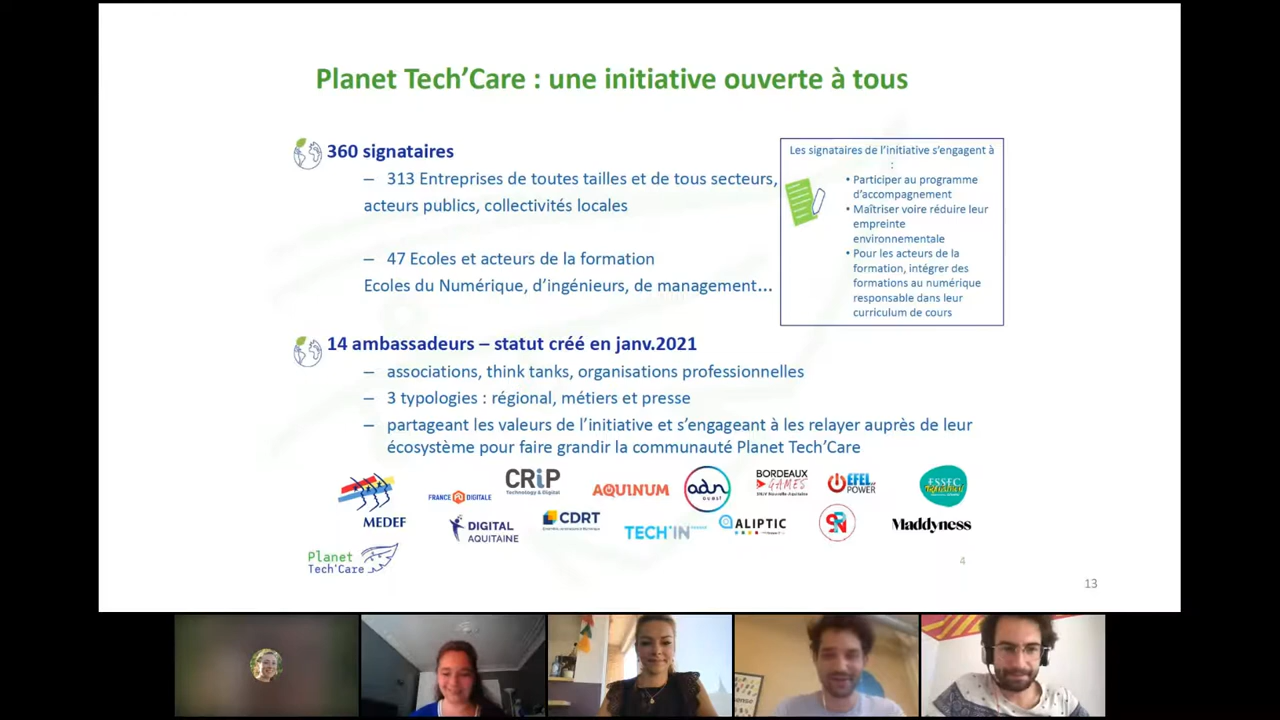 Planet Tech’Care : une initiative ouverte à tous
360 signataires
– 313 Entreprises de toutes tailles et de tous secteurs,
acteurs publics, collectivités locales
– 47 Ecoles et acteurs de la formation
Ecoles du Numérique, d’ingénieurs, de management...
Les signataires de l’initiative s’engagent à
:
• Participer au programme
d’accompagnement
• Maîtriser voire réduire leur
empreinte
environnementale
• Pour les acteurs de la
formation, intégrer des
formations au numérique
responsable dans leur
curriculum de cours
14 ambassadeurs – statut créé en janv.2021
– associations, think tanks, organisations professionnelles
– 3 typologies : régional, métiers et presse
– partageant les valeurs de l’initiative et s’engageant à les relayer auprès de leur
écosystème pour faire grandir la communauté Planet Tech’Care
MEDEF
FRANCE DIGITALE
CRiP
Technology & Digital
AQUINUM
adn
ouest
BORDEAUX
GAMES
EFEL
POWER
ESSEC
DIGITAL
AQUITAINE
CDRT
TECH'IN
ALIPTIC
Maddyness
Planet
Tech'Care
4
13